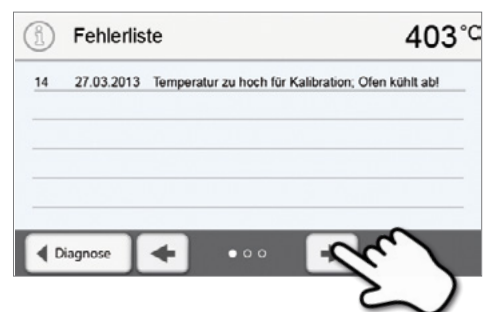 Fehlerliste 403 °C
14 27.03.2013 Temperatur zu hoch für Kalibration; Ofen kühlt ab!
Diagnose